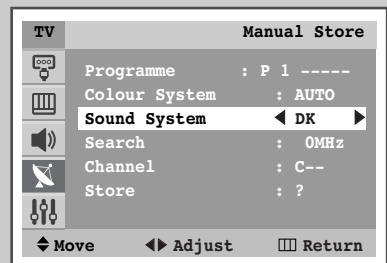 TV Manual Store
Programme : P 1 -----
Colour System : AUTO
Sound System ◀ DK ▶
Search : 0MHz
Channel : C--
Store : ?
Move Adjust Return